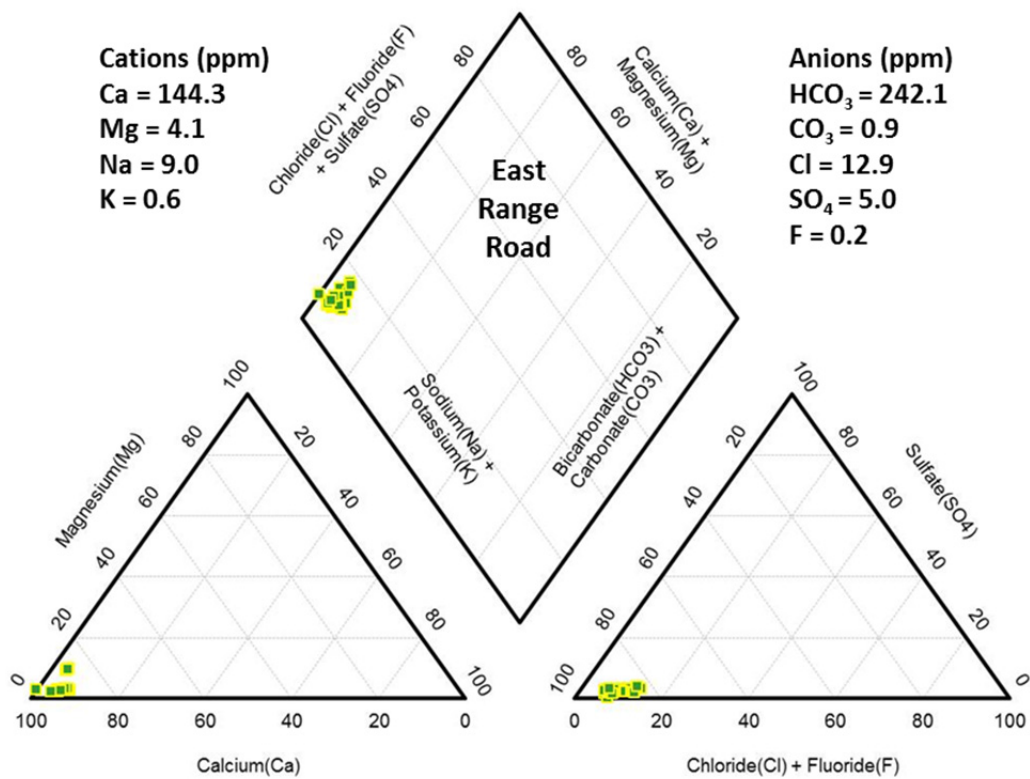 Cations (ppm)
Ca = 144.3
Mg = 4.1
Na = 9.0
K = 0.6
Anions (ppm)
HCO₃ = 242.1
CO₃ = 0.9
Cl = 12.9
SO₄ = 5.0
F = 0.2
East
Range
Road
Chloride(Cl) + Fluoride(F)
+ Sulfate(SO4)
80
60
40
20
Calcium(Ca) +
Magnesium(Mg)
80
60
40
20
Sodium(Na) +
Potassium(K)
Bicarbonate(HCO3) +
Carbonate(CO3)
Magnesium(Mg)
100
80
60
40
20
0
20
40
60
80
100
100
80
60
40
20
0
Calcium(Ca)
100
20
40
60
80
100
Sulfate(SO4)
80
60
40
20
0
0
20
40
60
80
100
Chloride(Cl) + Fluoride(F)